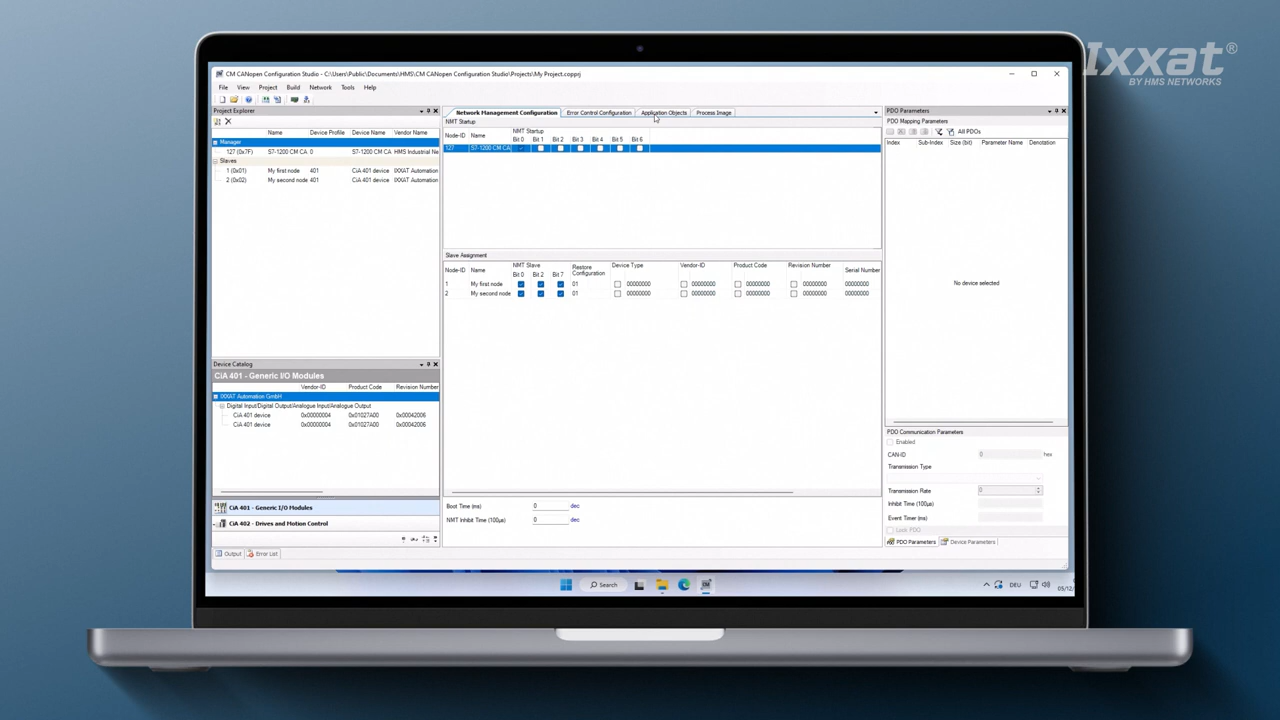 Ixxat®
BY HMS NETWORKS
CM CANopen Configuration Studio - C:\Users\Public\Documents\HMS\CM CANopen Configuration Studio\Projects\My Project.copprj
File View Project Build Network Tools Help
Project Explorer
Name Device Profile Device Name Vendor Name
Manager
127 (0x7F) S7-1200 CM CA 0 S7-1200 CM CA HMS Industrial Ne
Slaves
1 (0x01) My first node 401 CiA 401 device IXXAT Automation
2 (0x02) My second node 401 CiA 401 device IXXAT Automation
Device Catalog
CiA 401 - Generic I/O Modules
Vendor-ID Product Code Revision Number
IXXAT Automation GmbH
Digital Input/Digital Output/Analogue Input/Analogue Output
CiA 401 device 0x00000004 0x01027A00 0x00042006
CiA 401 device 0x00000004 0x01027A00 0x00042006
CiA 401 - Generic I/O Modules
CiA 402 - Drives and Motion Control
Output Error List
Network Management Configuration Error Control Configuration Application Objects Process Image
NMT Startup
Node-ID Name NMT Startup
Bit 0 Bit 1 Bit 2 Bit 3 Bit 4 Bit 5 Bit 6
127 S7-1200 CM CA
Slave Assignment
Node-ID Name NMT Slave Restore Configuration Device Type Vendor-ID Product Code Revision Number Serial Number
Bit 0 Bit 2 Bit 7
1 My first node 01 00000000 00000000 00000000 00000000 00000000
2 My second node 01 00000000 00000000 00000000 00000000 00000000
Boot Time (ms) 0 dec
NMT Inhibit Time (100µs) 0 dec
PDO Parameters
PDO Mapping Parameters
All PDOs
Index Sub-Index Size (bit) Parameter Name Denotation
No device selected
PDO Communication Parameters
Enabled
CAN-ID 0 hex
Transmission Type
Transmission Rate 0
Inhibit Time (100µs)
Event Timer (ms)
Lock PDO
PDO Parameters Device Parameters
Search DEU 05/12/